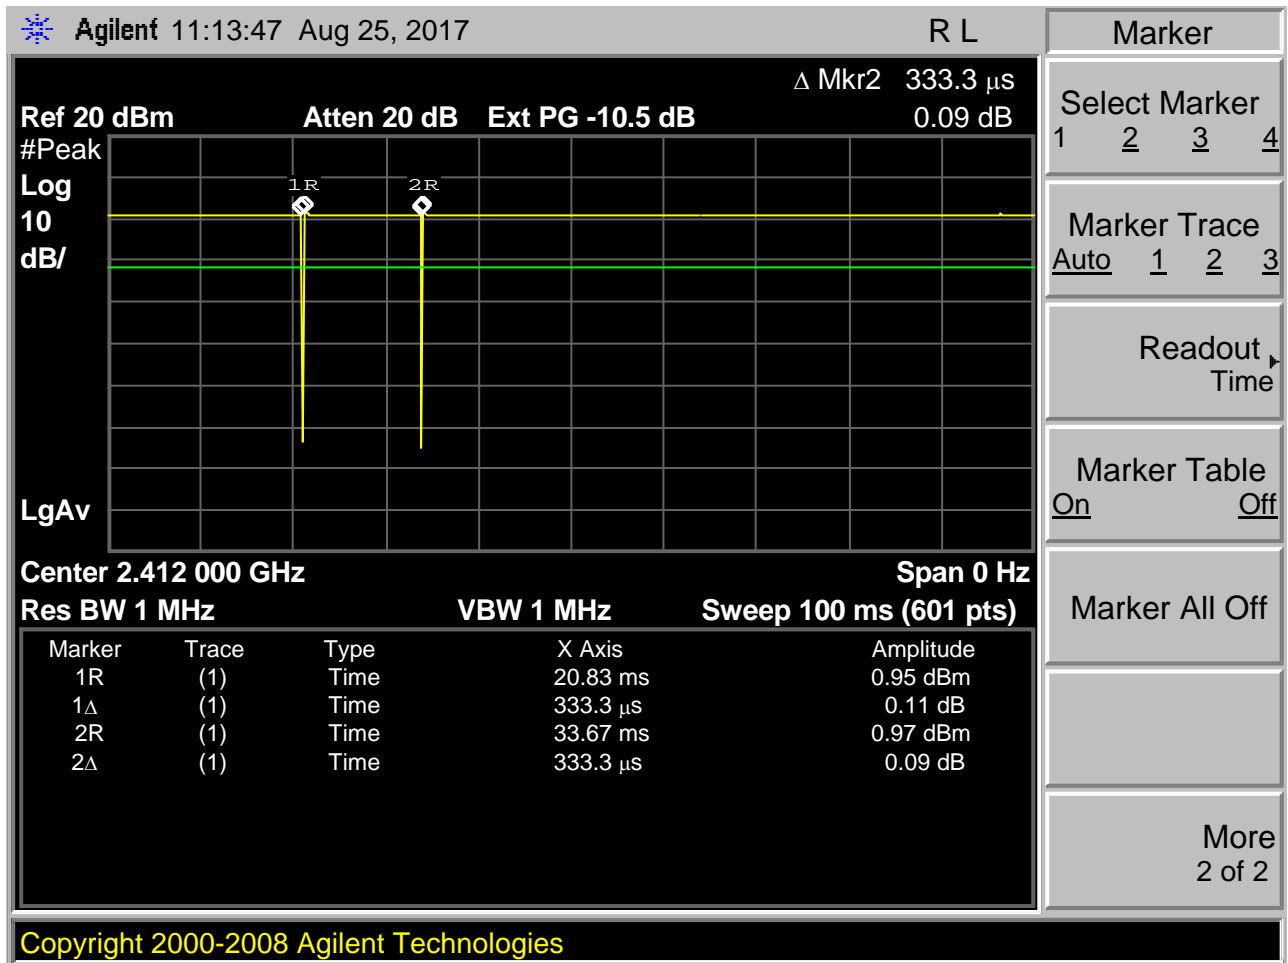 Agilent 11:13:47 Aug 25, 2017 R L
Δ Mkr2 333.3 μs
Ref 20 dBm Atten 20 dB Ext PG -10.5 dB 0.09 dB
#Peak
Log
10
dB/
1R 2R
LgAv
Center 2.412 000 GHz Span 0 Hz
Res BW 1 MHz VBW 1 MHz Sweep 100 ms (601 pts)
Marker Trace Type X Axis Amplitude
1R (1) Time 20.83 ms 0.95 dBm
1Δ (1) Time 333.3 μs 0.11 dB
2R (1) Time 33.67 ms 0.97 dBm
2Δ (1) Time 333.3 μs 0.09 dB
Copyright 2000-2008 Agilent Technologies
Marker
Select Marker
1 2 3 4
Marker Trace
Auto 1 2 3
Readout
Time
Marker Table
On Off
Marker All Off
More
2 of 2